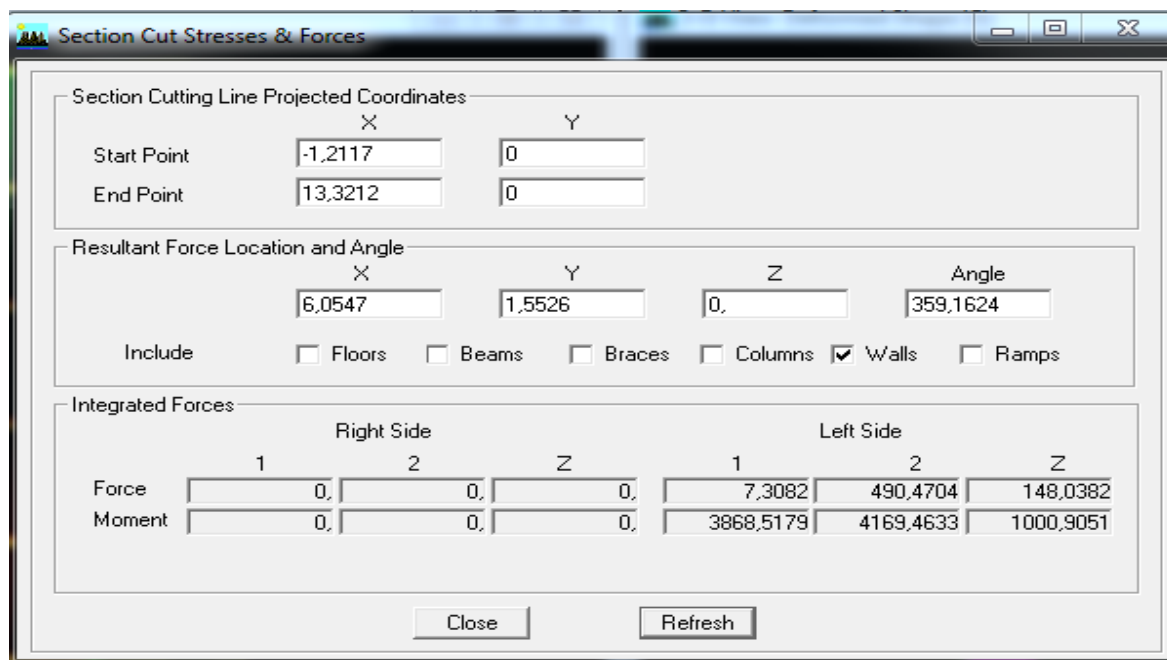 Section Cut Stresses & Forces
Section Cutting Line Projected Coordinates
X Y
Start Point -1,2117 0
End Point 13,3212 0
Resultant Force Location and Angle
X Y Z Angle
6,0547 1,5526 0, 359,1624
Include Floors Beams Braces Columns Walls Ramps
Integrated Forces
Right Side Left Side
1 2 Z 1 2 Z
Force 0, 0, 0, 7,3082 490,4704 148,0382
Moment 0, 0, 0, 3868,5179 4169,4633 1000,9051
Close Refresh